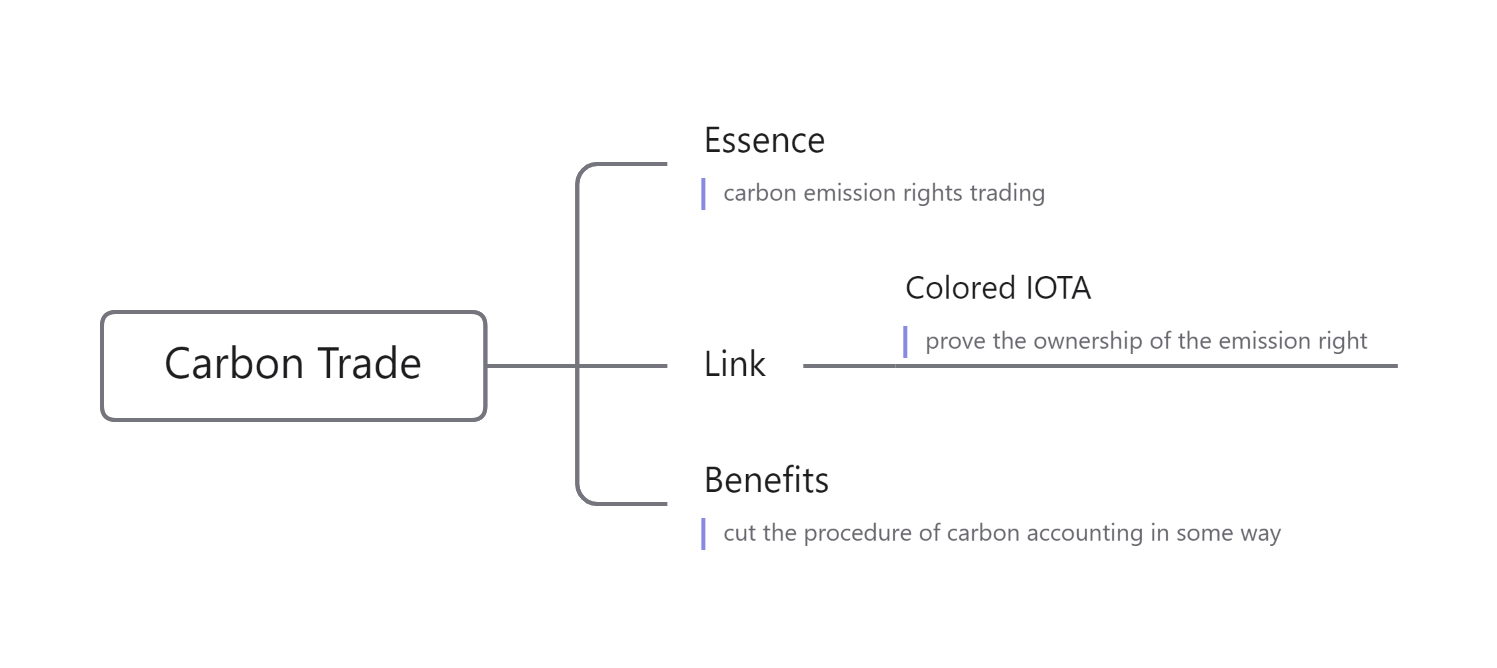 Essence
carbon emission rights trading
Colored IOTA
prove the ownership of the emission right
Carbon Trade
Link
Benefits
cut the procedure of carbon accounting in some way